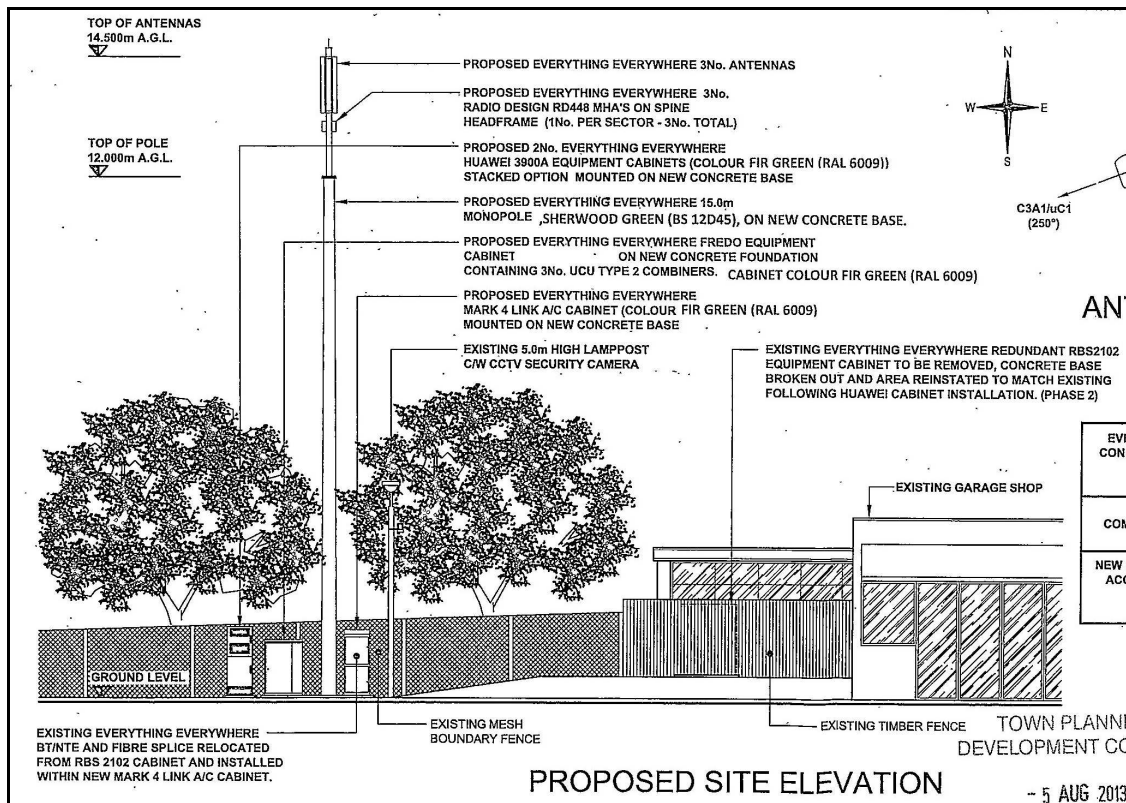 TOP OF ANTENNAS
14.500m A.G.L.
TOP OF POLE
12.000m A.G.L.
PROPOSED EVERYTHING EVERYWHERE 3No. ANTENNAS
PROPOSED EVERYTHING EVERYWHERE 3No.
RADIO DESIGN RD448 MHA'S ON SPINE
HEADFRAME (1No. PER SECTOR - 3No. TOTAL)
PROPOSED 2No. EVERYTHING EVERYWHERE
HUAWEI 3900A EQUIPMENT CABINETS (COLOUR FIR GREEN (RAL 6009))
STACKED OPTION MOUNTED ON NEW CONCRETE BASE
PROPOSED EVERYTHING EVERYWHERE 15.0m
MONOPOLE ,SHERWOOD GREEN (BS 12D45), ON NEW CONCRETE BASE.
PROPOSED EVERYTHING EVERYWHERE FREDO EQUIPMENT
CABINET ON NEW CONCRETE FOUNDATION
CONTAINING 3No. UCU TYPE 2 COMBINERS. CABINET COLOUR FIR GREEN (RAL 6009)
PROPOSED EVERYTHING EVERYWHERE
MARK 4 LINK A/C CABINET (COLOUR FIR GREEN (RAL 6009)
MOUNTED ON NEW CONCRETE BASE
EXISTING 5.0m HIGH LAMPPOST
C/W CCTV SECURITY CAMERA
EXISTING EVERYTHING EVERYWHERE REDUNDANT RBS2102
EQUIPMENT CABINET TO BE REMOVED, CONCRETE BASE
BROKEN OUT AND AREA REINSTATED TO MATCH EXISTING
FOLLOWING HUAWEI CABINET INSTALLATION. (PHASE 2)
N
W E
S
C3A1/uC1
(250°)
ANT
EVE
CON
COM
NEW
ACC
EXISTING GARAGE SHOP
GROUND LEVEL
EXISTING EVERYTHING EVERYWHERE
BT/NTE AND FIBRE SPLICE RELOCATED
FROM RBS 2102 CABINET AND INSTALLED
WITHIN NEW MARK 4 LINK A/C CABINET.
EXISTING MESH
BOUNDARY FENCE
EXISTING TIMBER FENCE
TOWN PLANNI
DEVELOPMENT CO
PROPOSED SITE ELEVATION
- 5 AUG 2013